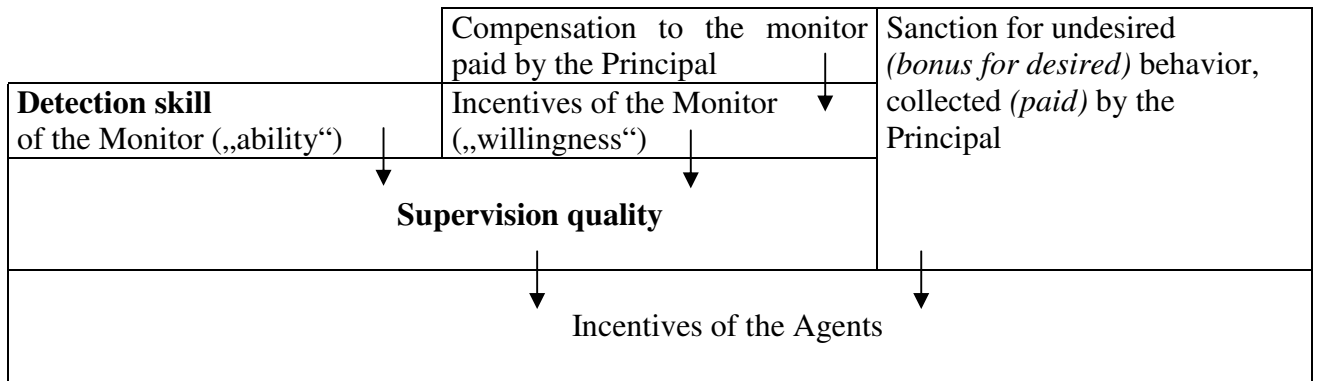 Compensation to the monitor
paid by the Principal
Sanction for undesired
(bonus for desired) behavior,
collected (paid) by the
Principal
Detection skill
of the Monitor („ability“)
Incentives of the Monitor
(„willingness“)
Supervision quality
Incentives of the Agents